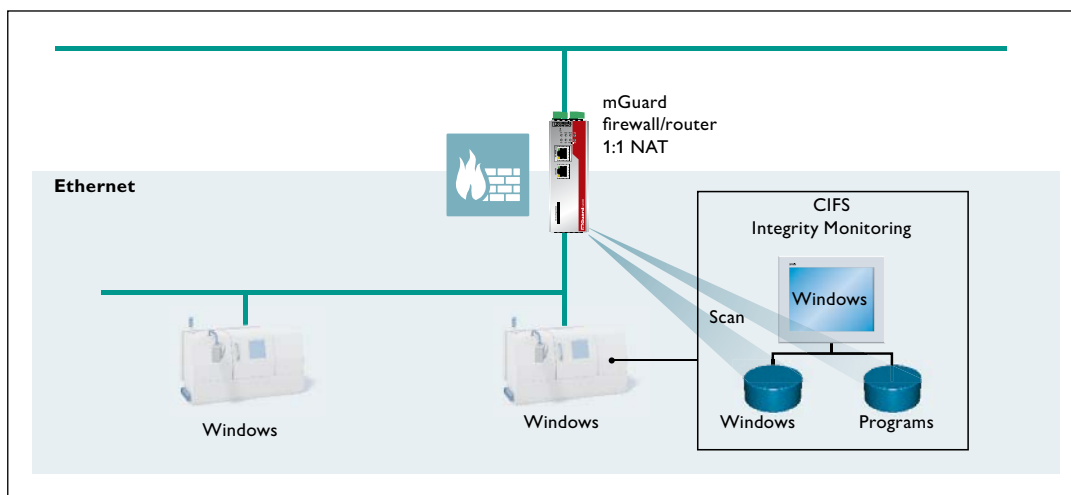 mGuard
firewall/router
1:1 NAT
Ethernet
CIFS
Integrity Monitoring
Windows
Scan
Windows
Programs
Windows
Windows